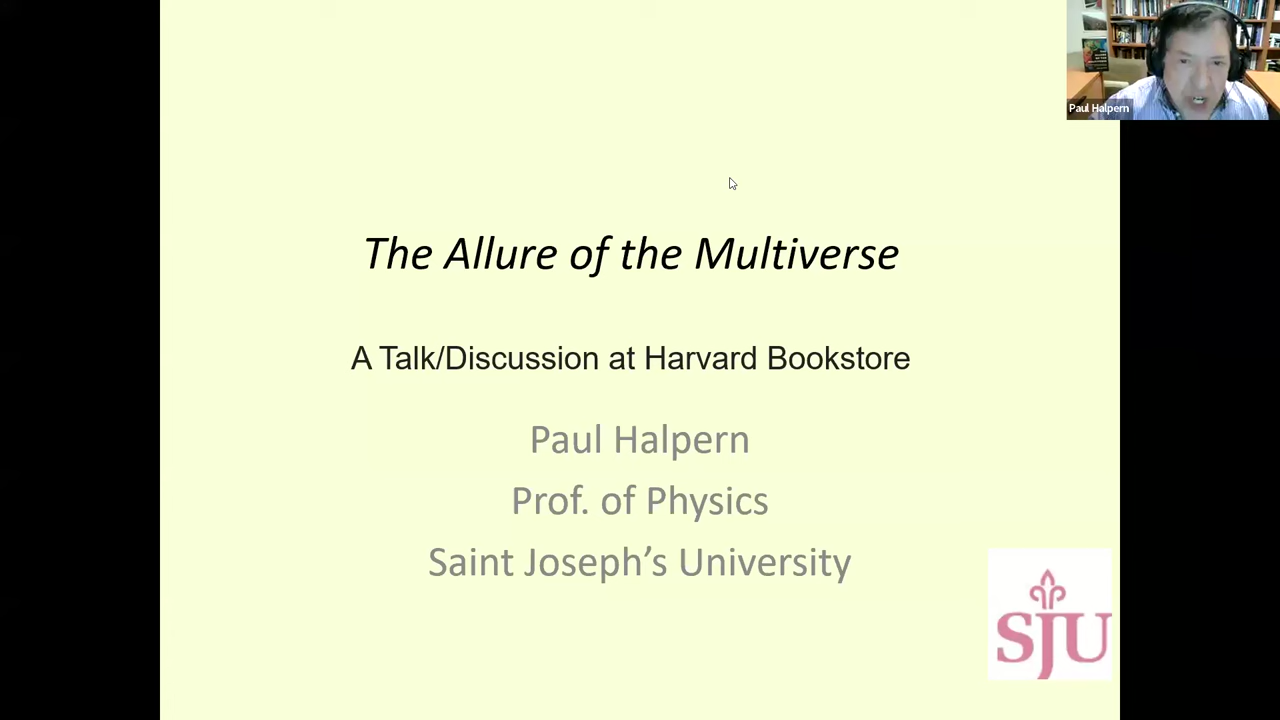 Paul Halpern
The Allure of the Multiverse
A Talk/Discussion at Harvard Bookstore
Paul Halpern
Prof. of Physics
Saint Joseph's University
SJU